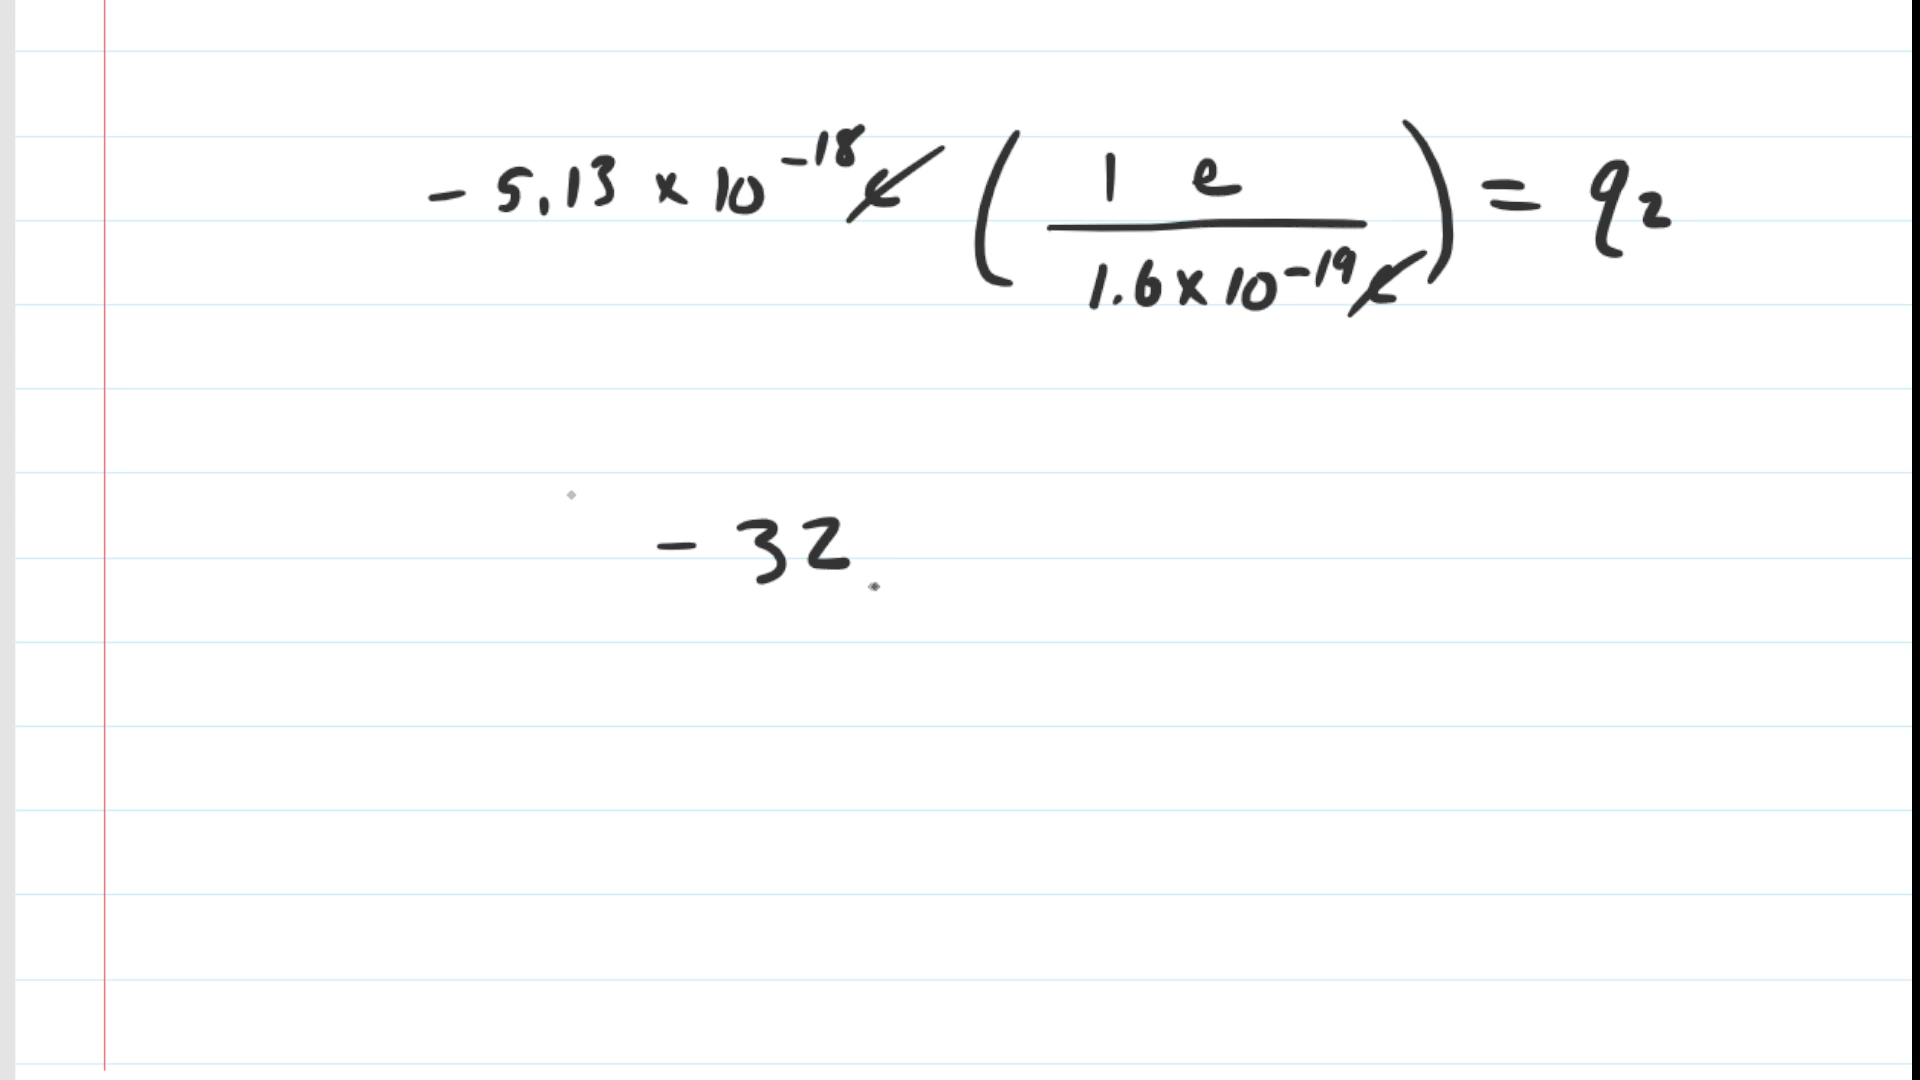 - 5.13 × 10^-18 C ( 1 e / 1.6 × 10^-19 C ) = q₂
- 32.